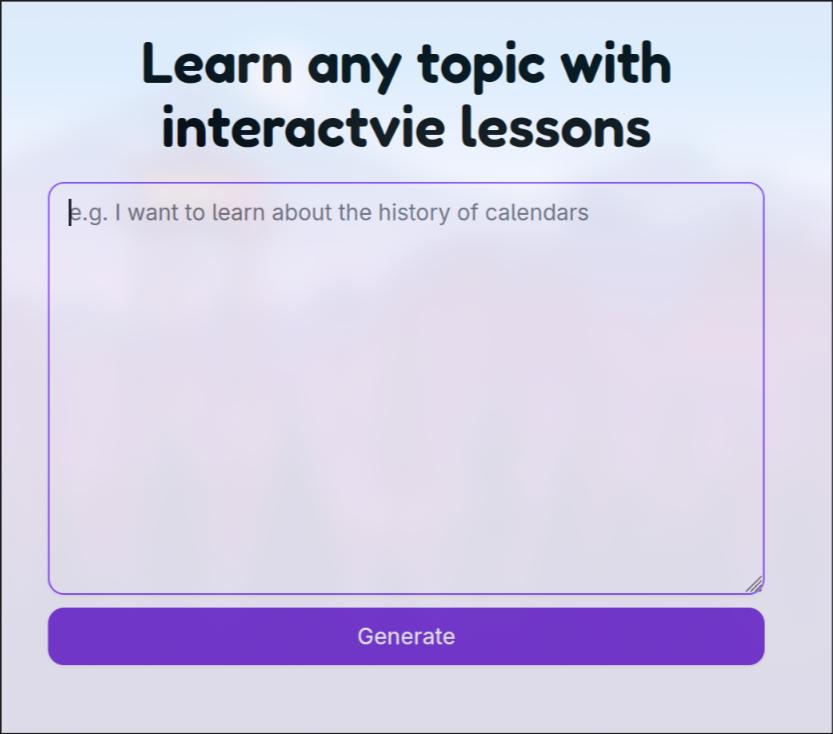 Learn any topic with
interactvie lessons
e.g. I want to learn about the history of calendars
Generate